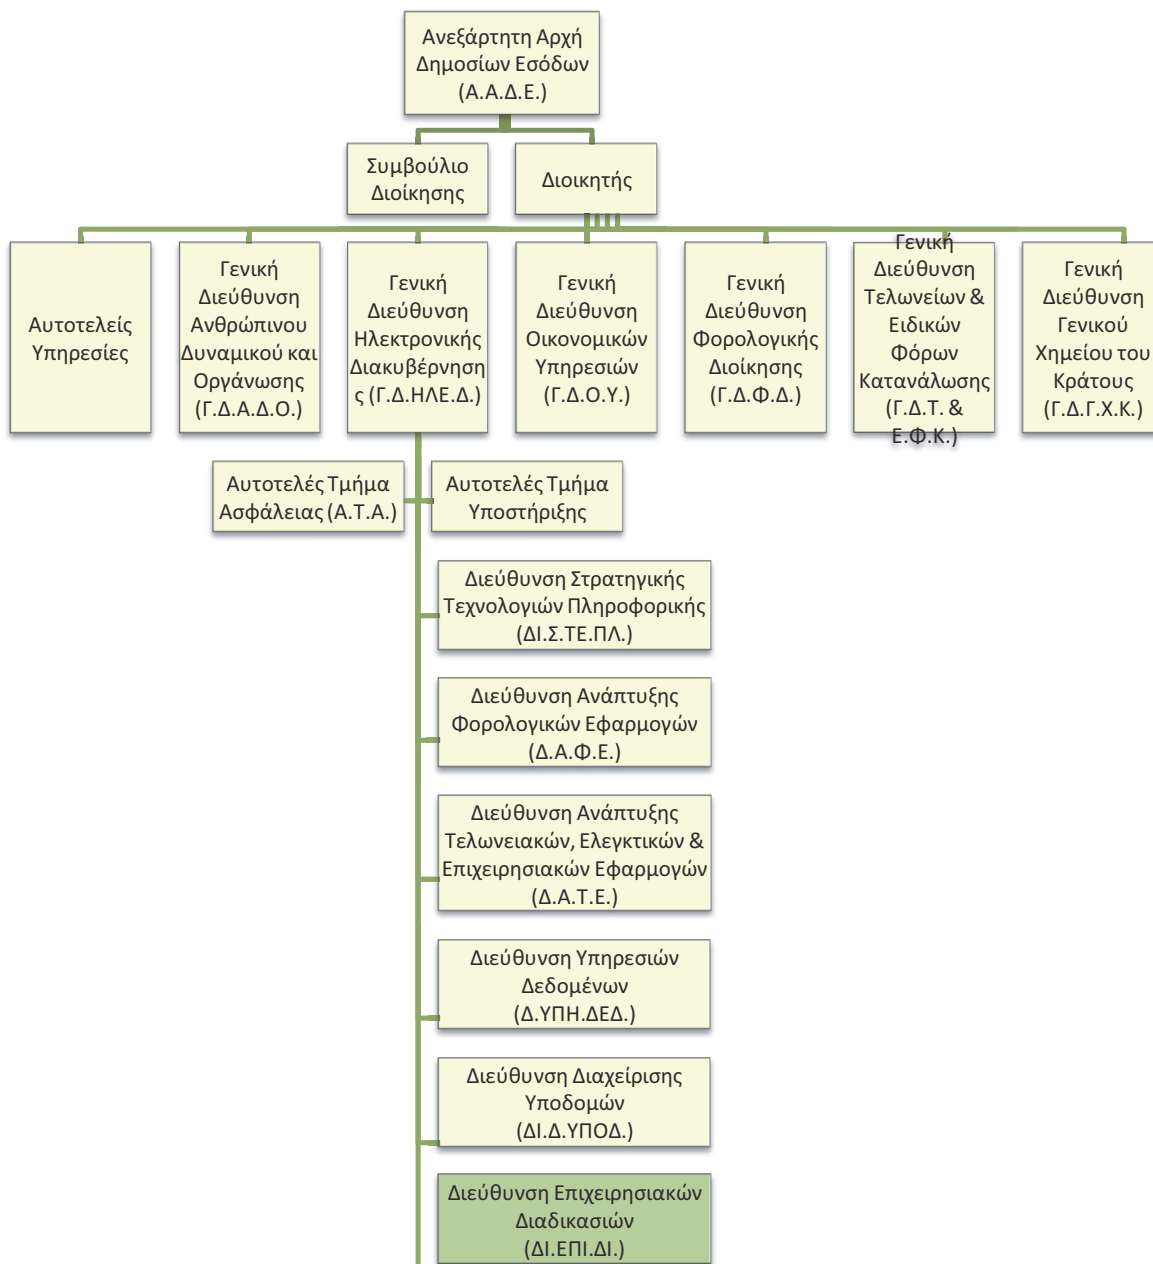 Ανεξάρτητη Αρχή
Δημοσίων Εσόδων
(Α.Α.Δ.Ε.)
Συμβούλιο
Διοίκησης
Διοικητής
Αυτοτελείς
Υπηρεσίες
Γενική
Διεύθυνση
Ανθρώπινου
Δυναμικού και
Οργάνωσης
(Γ.Δ.Α.Δ.Ο.)
Γενική
Διεύθυνση
Ηλεκτρονικής
Διακυβέρνηση
ς (Γ.Δ.ΗΛΕ.Δ.)
Γενική
Διεύθυνση
Οικονομικών
Υπηρεσιών
(Γ.Δ.Ο.Υ.)
Γενική
Διεύθυνση
Φορολογικής
Διοίκησης
(Γ.Δ.Φ.Δ.)
Γενική
Διεύθυνση
Τελωνείων &
Ειδικών
Φόρων
Κατανάλωσης
(Γ.Δ.Τ. &
Ε.Φ.Κ.)
Γενική
Διεύθυνση
Γενικού
Χημείου του
Κράτους
(Γ.Δ.Γ.Χ.Κ.)
Αυτοτελές Τμήμα
Ασφάλειας (Α.Τ.Α.)
Αυτοτελές Τμήμα
Υποστήριξης
Διεύθυνση Στρατηγικής
Τεχνολογιών Πληροφορικής
(ΔΙ.Σ.ΤΕ.ΠΛ.)
Διεύθυνση Ανάπτυξης
Φορολογικών Εφαρμογών
(Δ.Α.Φ.Ε.)
Διεύθυνση Ανάπτυξης
Τελωνειακών, Ελεγκτικών &
Επιχειρησιακών Εφαρμογών
(Δ.Α.Τ.Ε.)
Διεύθυνση Υπηρεσιών
Δεδομένων
(Δ.ΥΠΗ.ΔΕΔ.)
Διεύθυνση Διαχείρισης
Υποδομών
(ΔΙ.Δ.ΥΠΟΔ.)
Διεύθυνση Επιχειρησιακών
Διαδικασιών
(ΔΙ.ΕΠΙ.ΔΙ.)